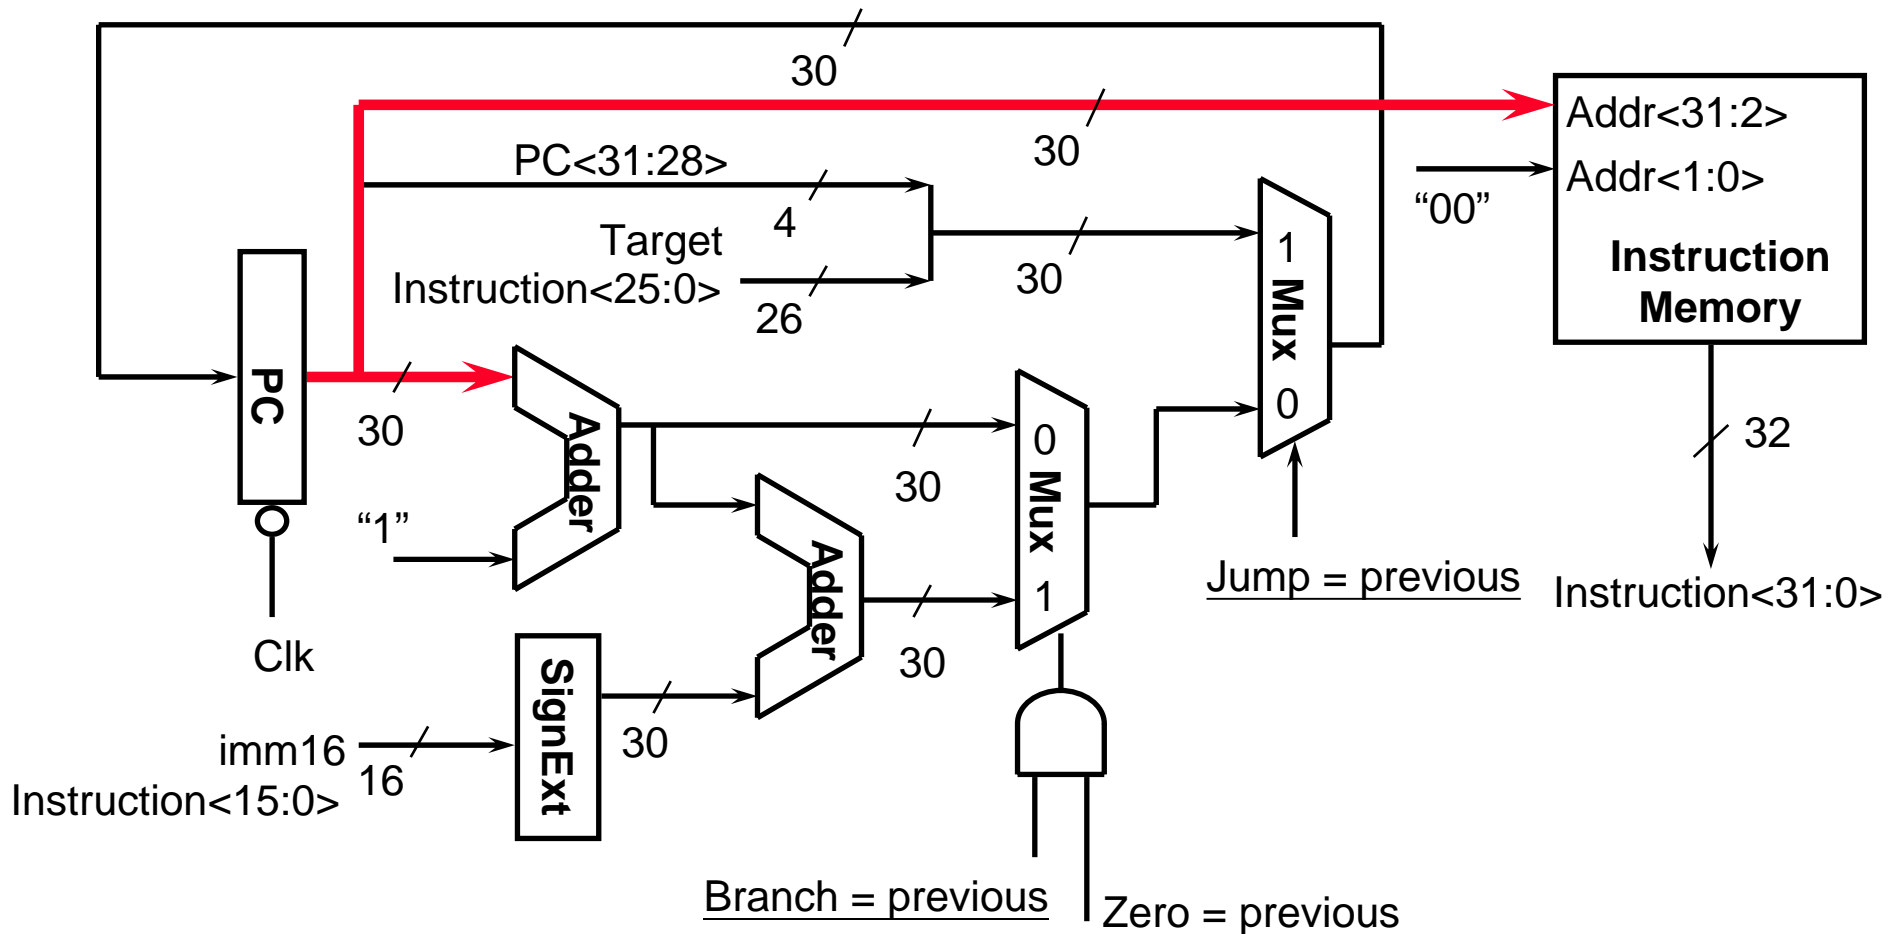 30
Addr<31:2>
30
PC<31:28>
Addr<1:0>
"00"
4
Target
Instruction<25:0>
26
30
1
Mux
0
Instruction
Memory
PC
30
Adder
"1"
30
0
Mux
1
32
Adder
Jump = previous
Instruction<31:0>
Clk
30
SignExt
30
imm16
16
Instruction<15:0>
Branch = previous
Zero = previous